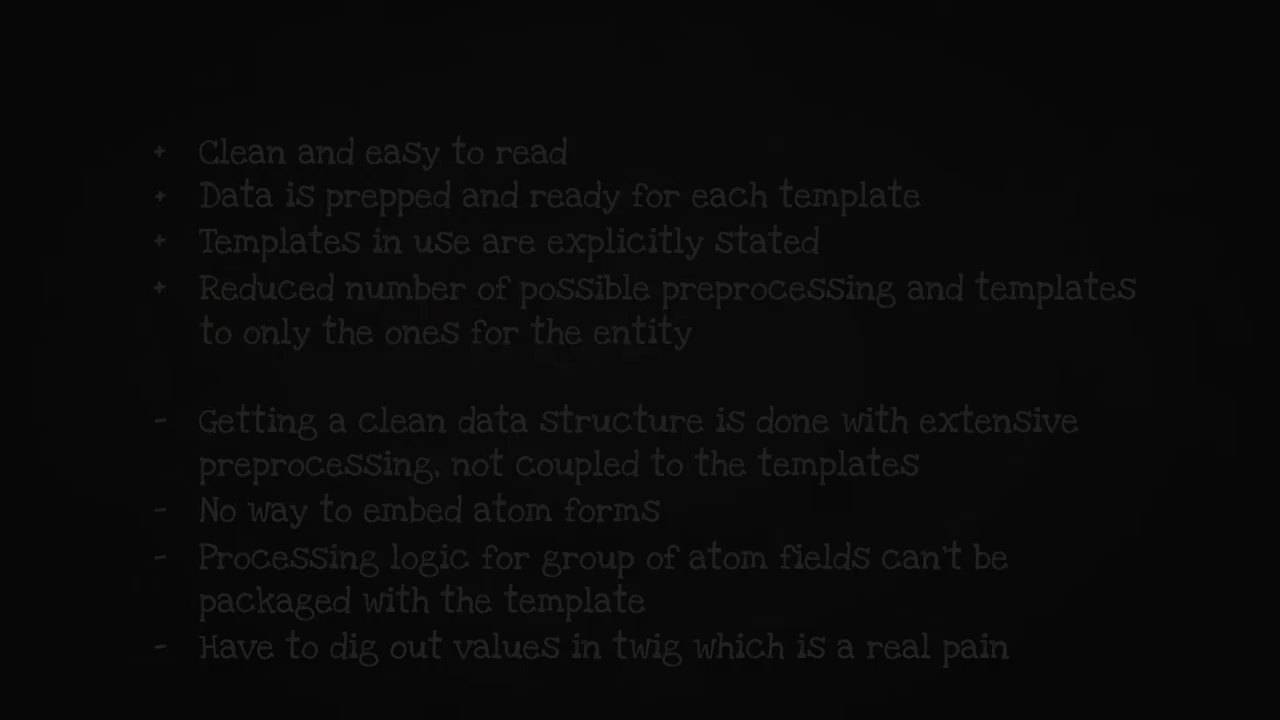 + Clean and easy to read
+ Data is prepped and ready for each template
+ Templates in use are explicitly stated
+ Reduced number of possible preprocessing and templates
to only the ones for the entity
- Getting a clean data structure is done with extensive
preprocessing, not coupled to the templates
- No way to embed atom forms
- Processing logic for group of atom fields can't be
packaged with the template
- Have to dig out values in twig which is a real pain